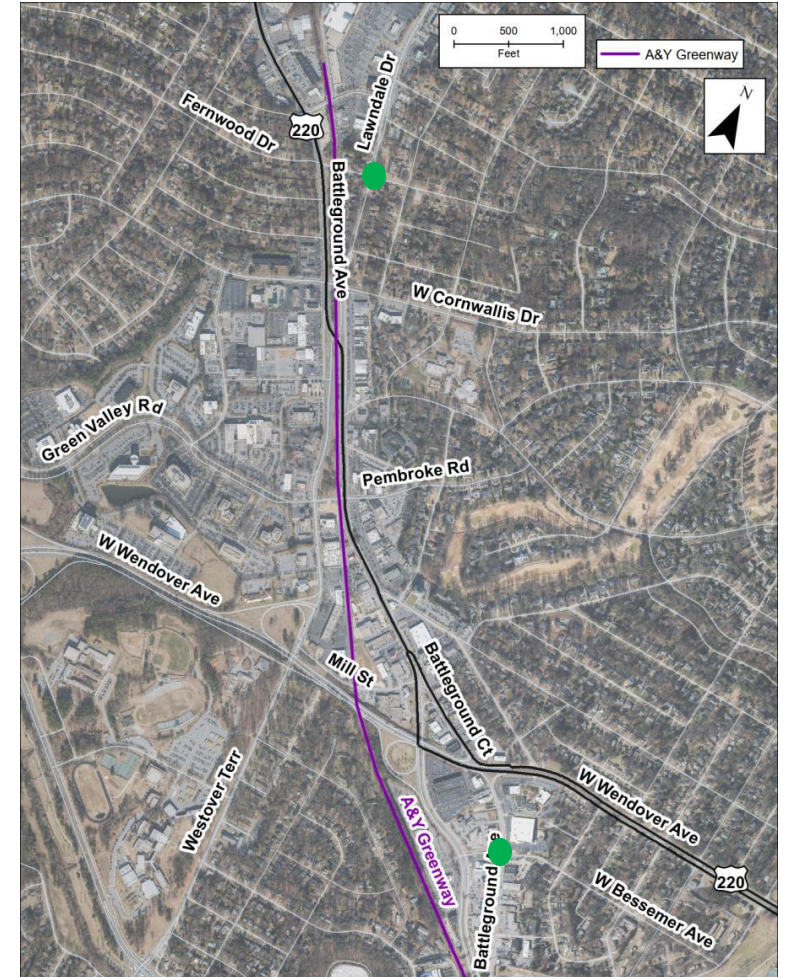 0 500 1,000
Feet
A&Y Greenway
N
Lawndale Dr
Fernwood Dr
220
Battleground Ave
W Cornwallis Dr
Green Valley Rd
Pembroke Rd
W Wendover Ave
Mill St
Battleground Ct
Westover Terr
W Wendover Ave
A&Y Greenway
Battleground Ave
W Bessemer Ave
220